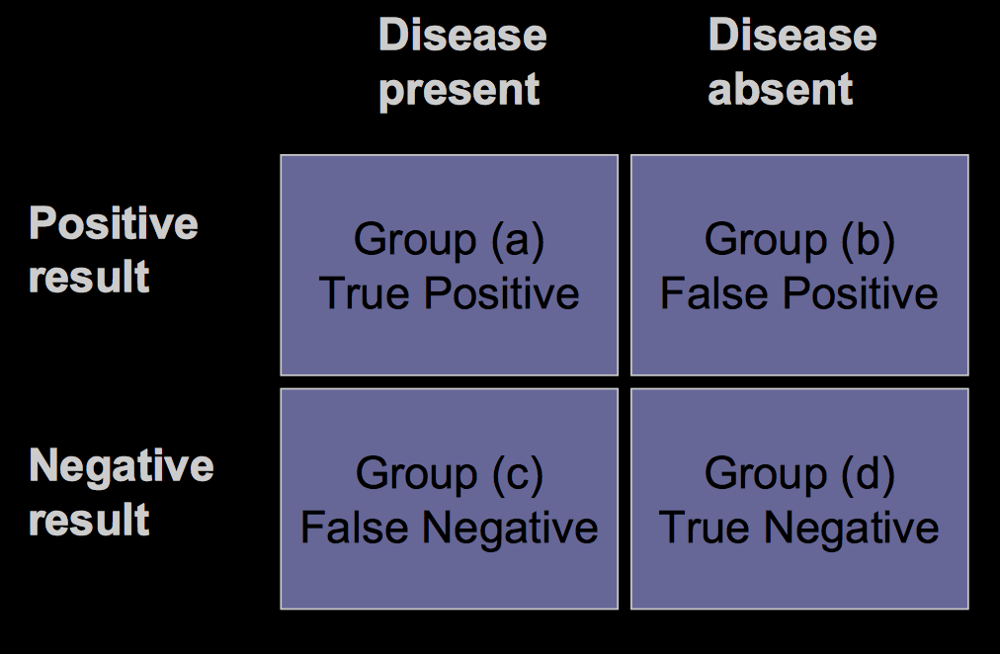 Disease
present
Disease
absent
Positive
result
Group (a)
True Positive
Group (b)
False Positive
Negative
result
Group (c)
False Negative
Group (d)
True Negative